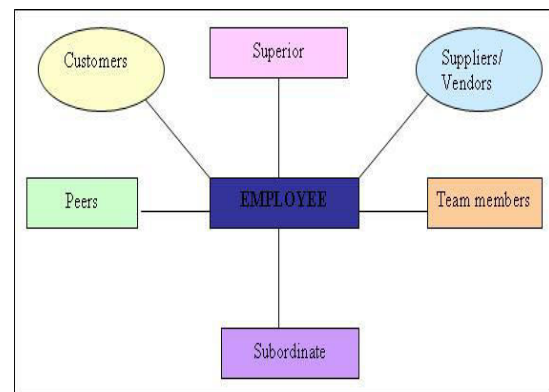 Customers
Superior
Suppliers/
Vendors
Peers
EMPLOYEE
Team members
Subordinate